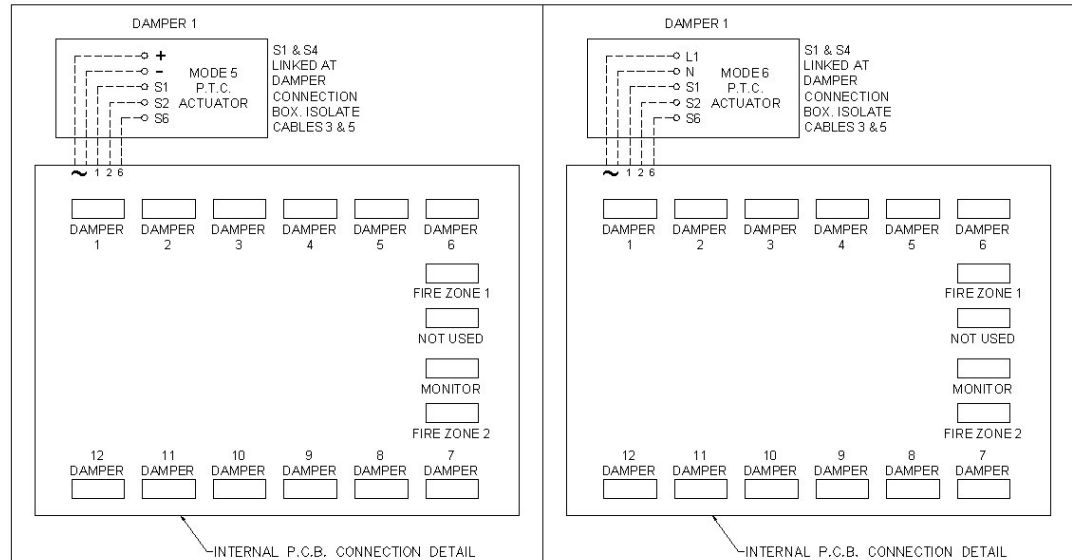 DAMPER 1
+
-
S1
S2
S6
MODE 5
P.T.C.
ACTUATOR
S1 & S4
LINKED AT
DAMPER
CONNECTION
BOX. ISOLATE
CABLES 3 & 5
~ 1 2 6
DAMPER 1
DAMPER 2
DAMPER 3
DAMPER 4
DAMPER 5
DAMPER 6
FIRE ZONE 1
NOT USED
MONITOR
FIRE ZONE 2
12 DAMPER
11 DAMPER
10 DAMPER
9 DAMPER
8 DAMPER
7 DAMPER
INTERNAL P.C.B. CONNECTION DETAIL
DAMPER 1
L1
N
S1
S2
S6
MODE 6
P.T.C.
ACTUATOR
S1 & S4
LINKED AT
DAMPER
CONNECTION
BOX. ISOLATE
CABLES 3 & 5
~ 1 2 6
DAMPER 1
DAMPER 2
DAMPER 3
DAMPER 4
DAMPER 5
DAMPER 6
FIRE ZONE 1
NOT USED
MONITOR
FIRE ZONE 2
12 DAMPER
11 DAMPER
10 DAMPER
9 DAMPER
8 DAMPER
7 DAMPER
INTERNAL P.C.B. CONNECTION DETAIL